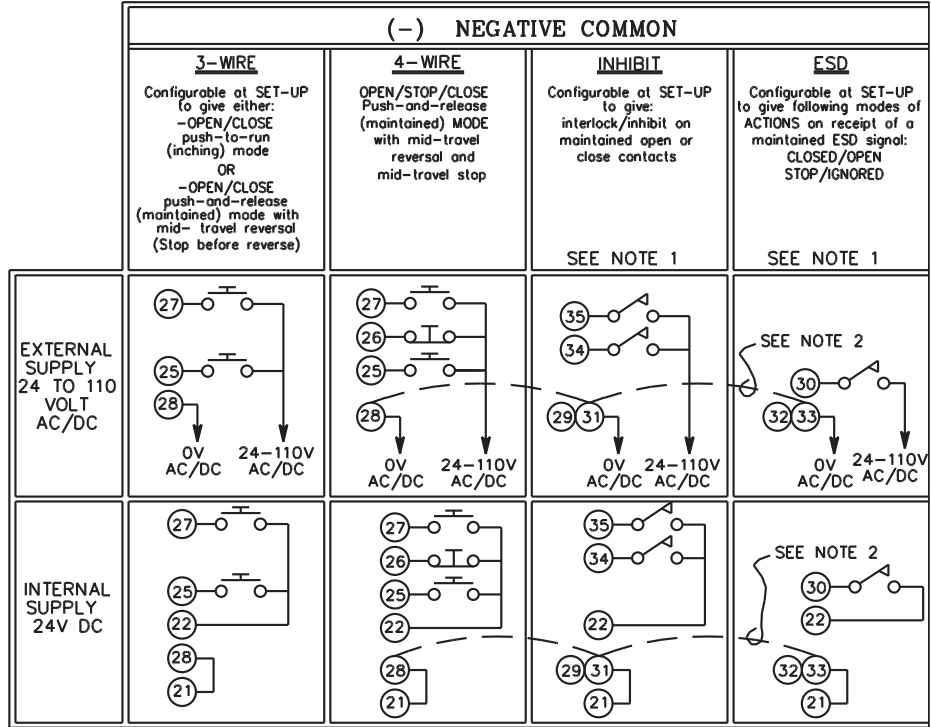 (-) NEGATIVE COMMON
3-WIRE
Configurable at SET-UP
to give either:
-OPEN/CLOSE
push-to-run
(inching) mode
OR
-OPEN/CLOSE
push-and-release
(maintained) mode with
mid- travel reversal
(Stop before reverse)
4-WIRE
OPEN/STOP/CLOSE
Push-and-release
(maintained) MODE
with mid-travel
reversal and
mid-travel stop
INHIBIT
Configurable at SET-UP
to give:
interlock/inhibit on
maintained open or
close contacts
SEE NOTE 1
ESD
Configurable at SET-UP
to give following modes of
ACTIONS on receipt of a
maintained ESD signal:
CLOSED/OPEN
STOP/IGNORED
SEE NOTE 1
EXTERNAL
SUPPLY
24 TO 110
VOLT
AC/DC
27
25
28
0V
AC/DC
24-110V
AC/DC
27
26
25
28
0V
AC/DC
24-110V
AC/DC
35
34
29 31
0V
AC/DC
24-110V
AC/DC
SEE NOTE 2
30
32 33
0V
AC/DC
24-110V
AC/DC
INTERNAL
SUPPLY
24V DC
27
25
22
28
21
27
26
25
22
28
21
35
34
22
29 31
21
SEE NOTE 2
30
22
32 33
21